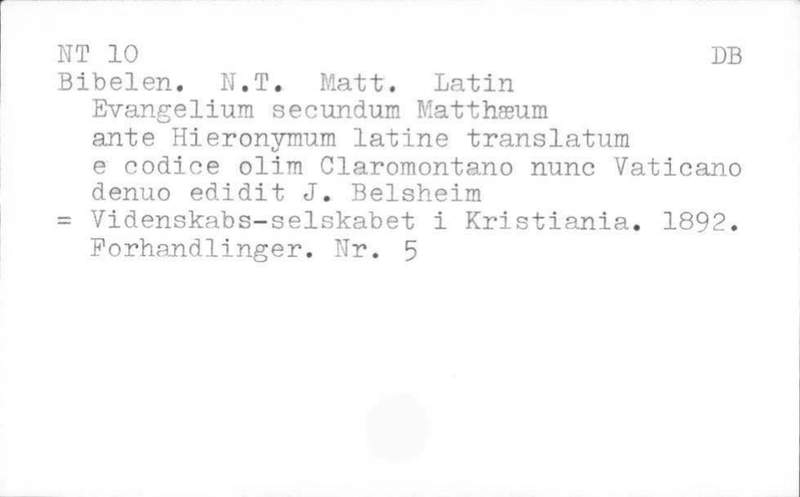 NT 10 DB
Bibelen. N.T. Matt. Latin
Evangelium secundum Matthæum
ante Hieronymum latine translatum
e codice olim Claromontano nunc Vaticano
denuo edidit J. Belsheim
= Videnskabs-selskabet i Kristiania. 1892.
Forhandlinger. Nr. 5